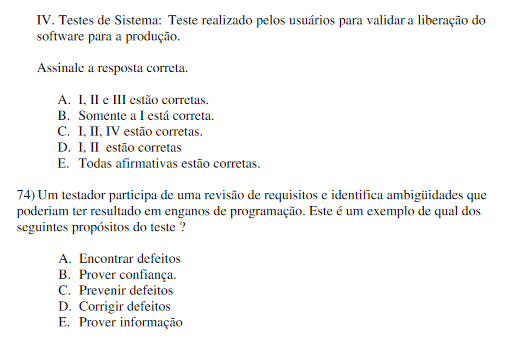 IV. Testes de Sistema: Teste realizado pelos usuários para validar a liberação do
software para a produção.
Assinale a resposta correta.
A. I, II e III estão corretas.
B. Somente a I está correta.
C. I, II, IV estão corretas.
D. I, II estão corretas
E. Todas afirmativas estão corretas.
74) Um testador participa de uma revisão de requisitos e identifica ambigüidades que
poderiam ter resultado em enganos de programação. Este é um exemplo de qual dos
seguintes propósitos do teste ?
A. Encontrar defeitos
B. Prover confiança.
C. Prevenir defeitos
D. Corrigir defeitos
E. Prover informação